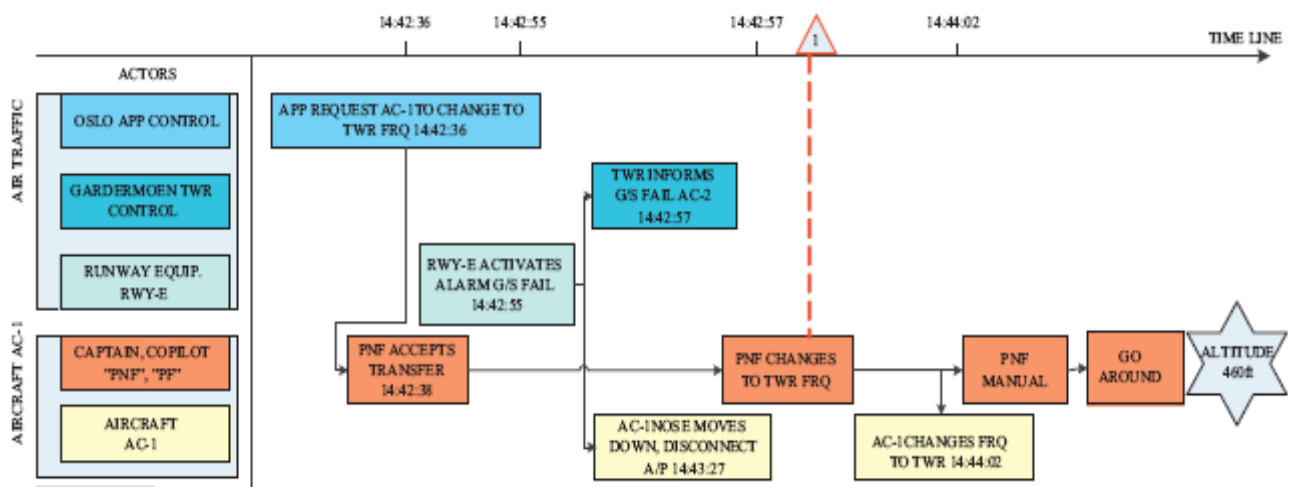 14:42:36
14:42:55
14:42:57
1
14:44:02
TIME LINE
ACTORS
AIR TRAFFIC
OSLO APP CONTROL
GARDERMOEN TWR
CONTROL
RUNWAY EQUIP.
RWY-E
AIRCRAFT AC-1
CAPTAIN, COPILOT
"PNF", "PF"
AIRCRAFT
AC-1
APP REQUEST AC-1TO CHANGE TO
TWR FRQ 14:42:36
TWR INFORMS
G/S FAIL AC-2
14:42:57
RWY-E ACTIVATES
ALARM G/S FAIL
14:42:55
PNF ACCEPTS
TRANSFER
14:42:38
PNF CHANGES
TO TWR FRQ
PNF
MANUAL
GO
AROUND
ALTITUDE
460ft
AC-1NOSE MOVES
DOWN, DISCONNECT
A/P 14:43:27
AC-1CHANGES FRQ
TO TWR 14:44:02